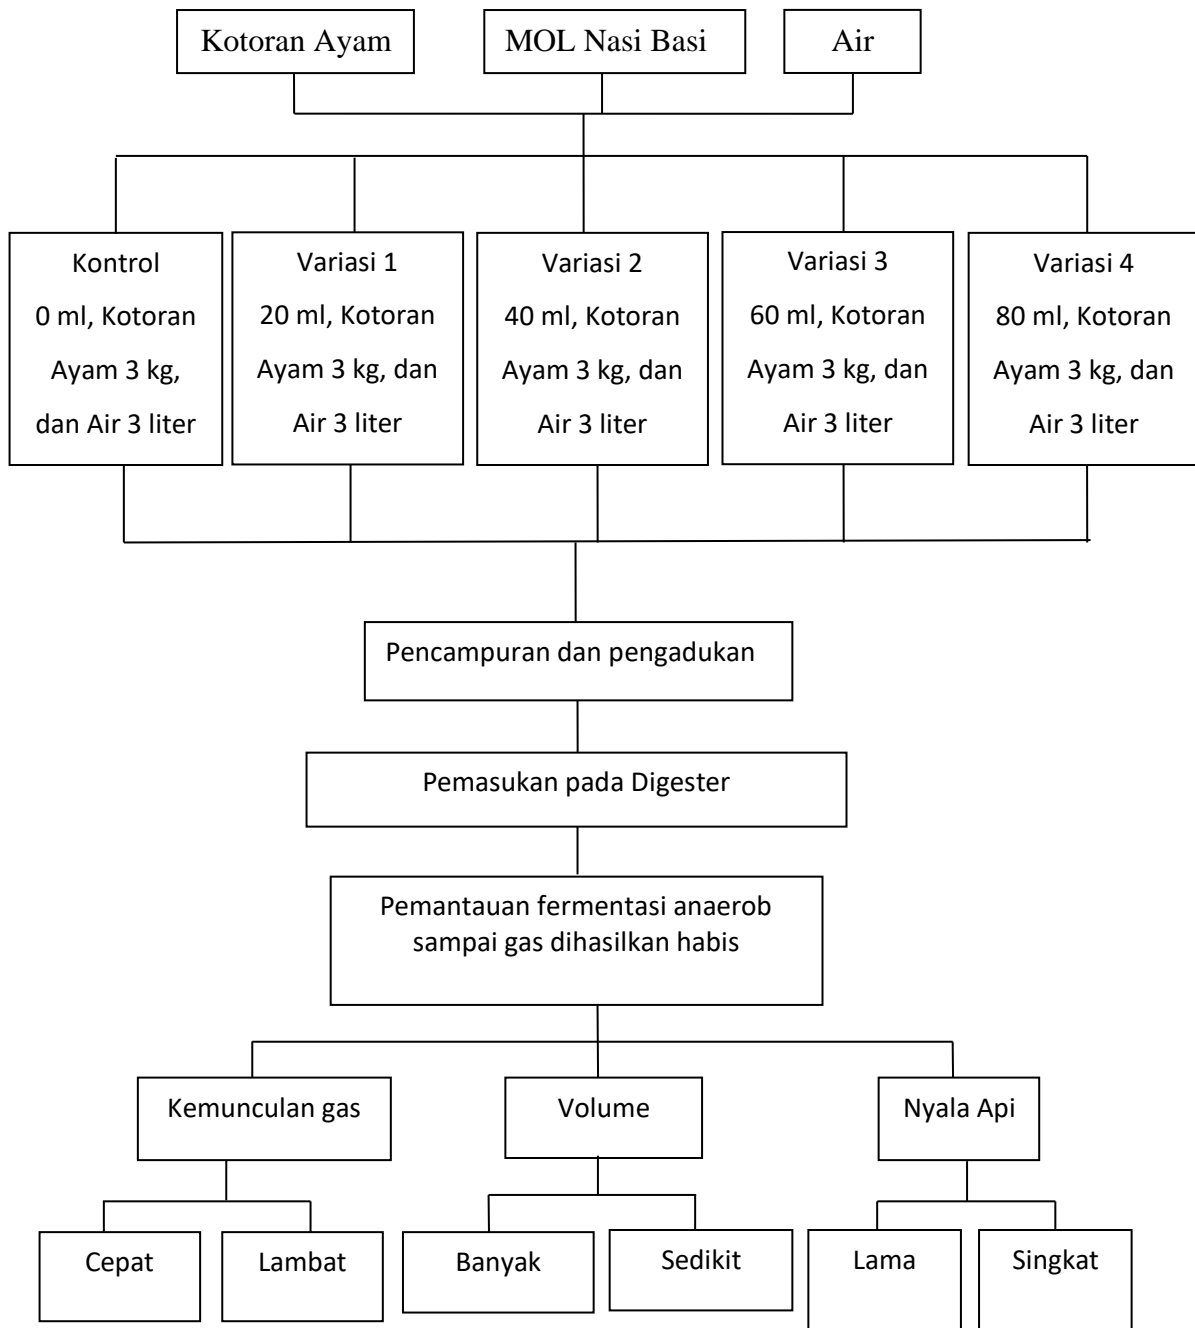 Kotoran Ayam
MOL Nasi Basi
Air
Kontrol
0 ml, Kotoran
Ayam 3 kg,
dan Air 3 liter
Variasi 1
20 ml, Kotoran
Ayam 3 kg, dan
Air 3 liter
Variasi 2
40 ml, Kotoran
Ayam 3 kg, dan
Air 3 liter
Variasi 3
60 ml, Kotoran
Ayam 3 kg, dan
Air 3 liter
Variasi 4
80 ml, Kotoran
Ayam 3 kg, dan
Air 3 liter
Pencampuran dan pengadukan
Pemasukan pada Digester
Pemantauan fermentasi anaerob
sampai gas dihasilkan habis
Kemunculan gas
Volume
Nyala Api
Cepat
Lambat
Banyak
Sedikit
Lama
Singkat